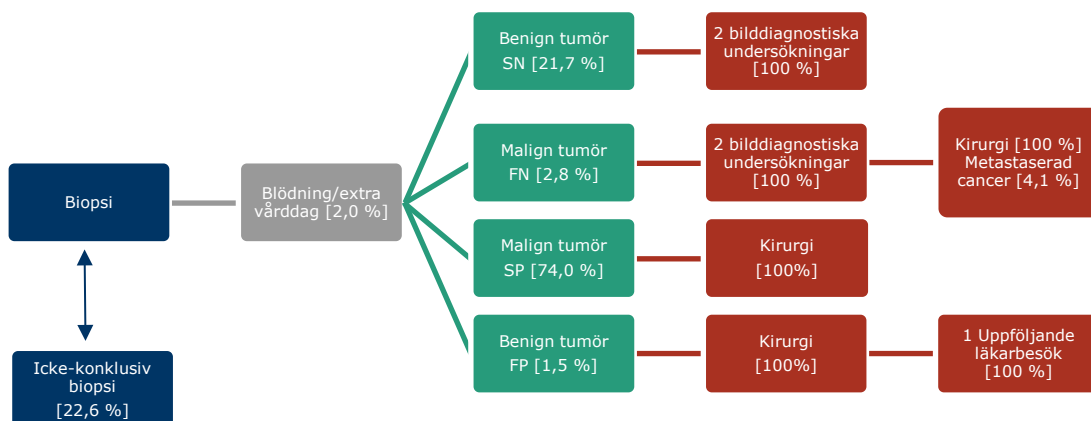 Biopsi
Icke-konklusiv
biopsi
[22,6 %]
Blödning/extra
vårddag [2,0 %]
Benign tumör
SN [21,7 %]
2 bilddiagnostiska
undersökningar
[100 %]
Malign tumör
FN [2,8 %]
2 bilddiagnostiska
undersökningar
[100 %]
Kirurgi [100 %]
Metastaserad
cancer [4,1 %]
Malign tumör
SP [74,0 %]
Kirurgi
[100%]
Benign tumör
FP [1,5 %]
Kirurgi
[100%]
1 Uppföljande
läkarbesök
[100 %]